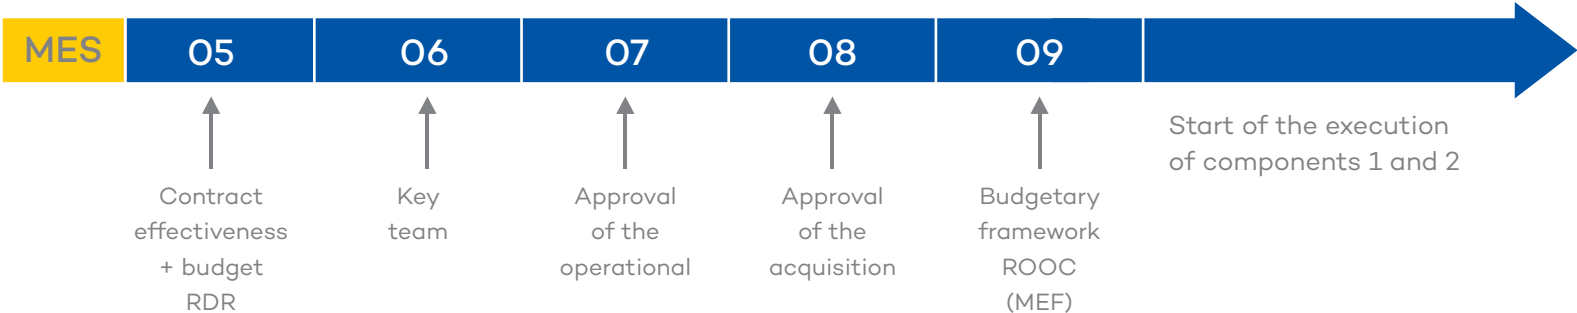 MES
05
06
07
08
09
Start of the execution
of components 1 and 2
Contract
effectiveness
+ budget
RDR
Key
team
Approval
of the
operational
Approval
of the
acquisition
Budgetary
framework
ROOC
(MEF)